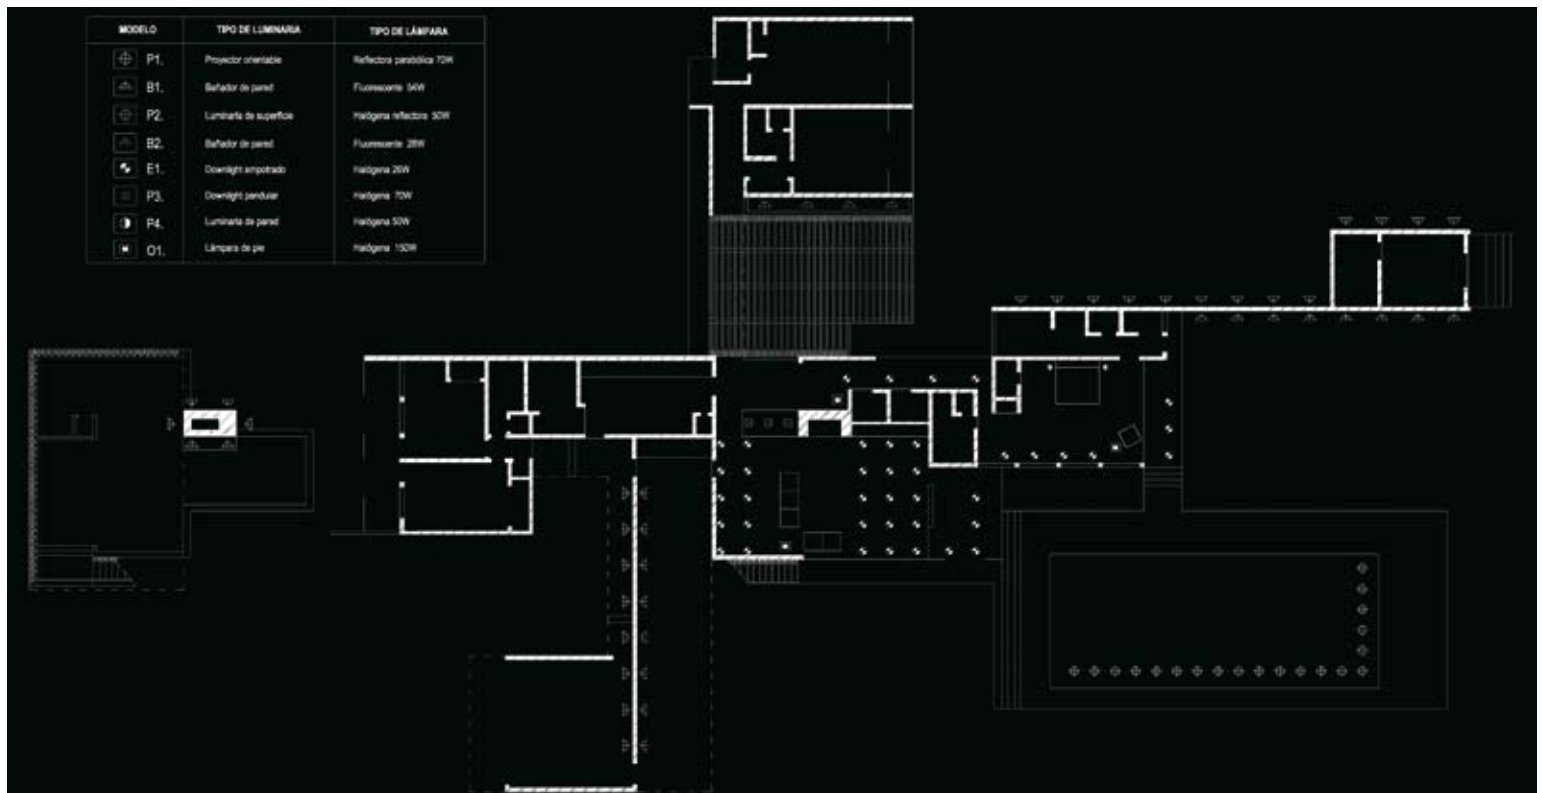 MODELO TIPO DE LUMINARIA TIPO DE LÁMPARA
P1. Proyector orientable Reflectora parabólica 70W
B1. Bañador de pared Fluorescente 54W
P2. Luminaria de superficie Halógena reflectora 50W
B2. Bañador de pared Fluorescente 28W
E1. Downlight empotrado Halógena 26W
P3. Downlight pendular Halógena 70W
P4. Luminaria de pared Halógena 50W
O1. Lámpara de pie Halógena 150W